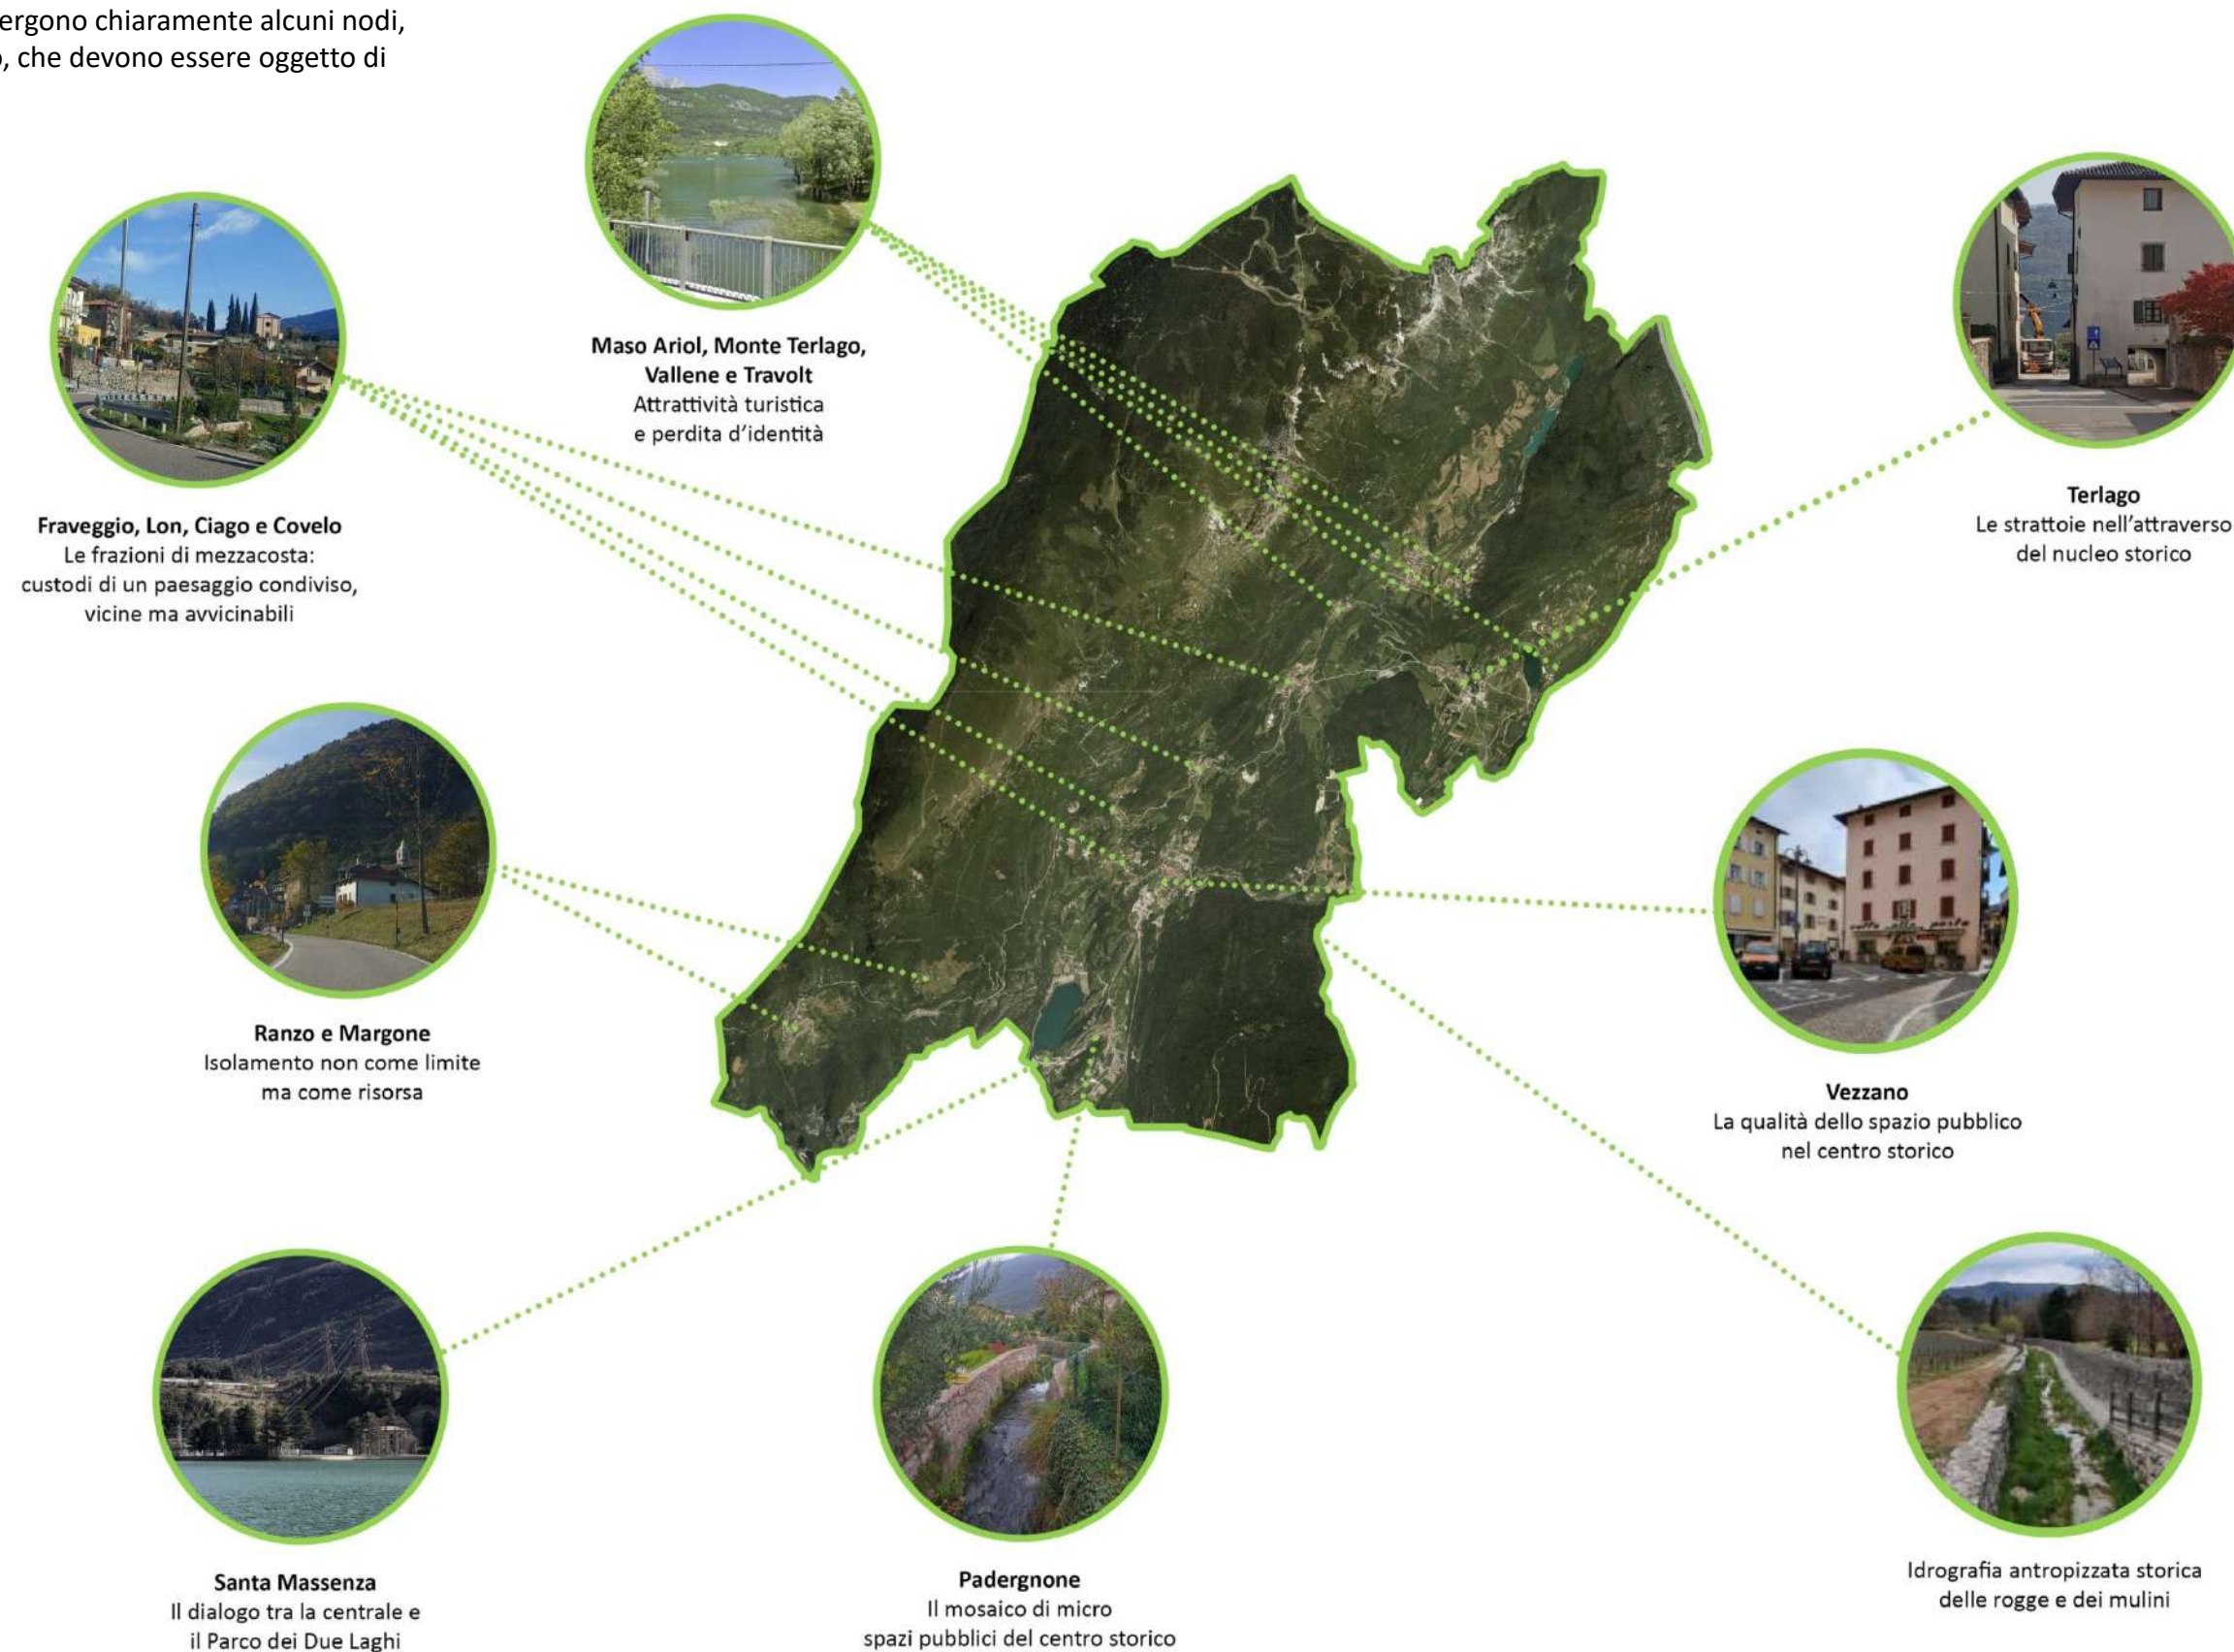 ergono chiaramente alcuni nodi,
o, che devono essere oggetto di
Maso Ariol, Monte Terlago,
Vallene e Travolt
Attrattività turistica
e perdita d'identità
Fraveggio, Lon, Ciago e Covelo
Le frazioni di mezzacosta:
custodi di un paesaggio condiviso,
vicine ma avvicinabili
Terlago
Le strattoie nell'attraverso
del nucleo storico
Ranzo e Margone
Isolamento non come limite
ma come risorsa
Vezzano
La qualità dello spazio pubblico
nel centro storico
Santa Massenza
Il dialogo tra la centrale e
il Parco dei Due Laghi
Padergnone
Il mosaico di micro
spazi pubblici del centro storico
Idrografia antropizzata storica
delle rogge e dei mulini